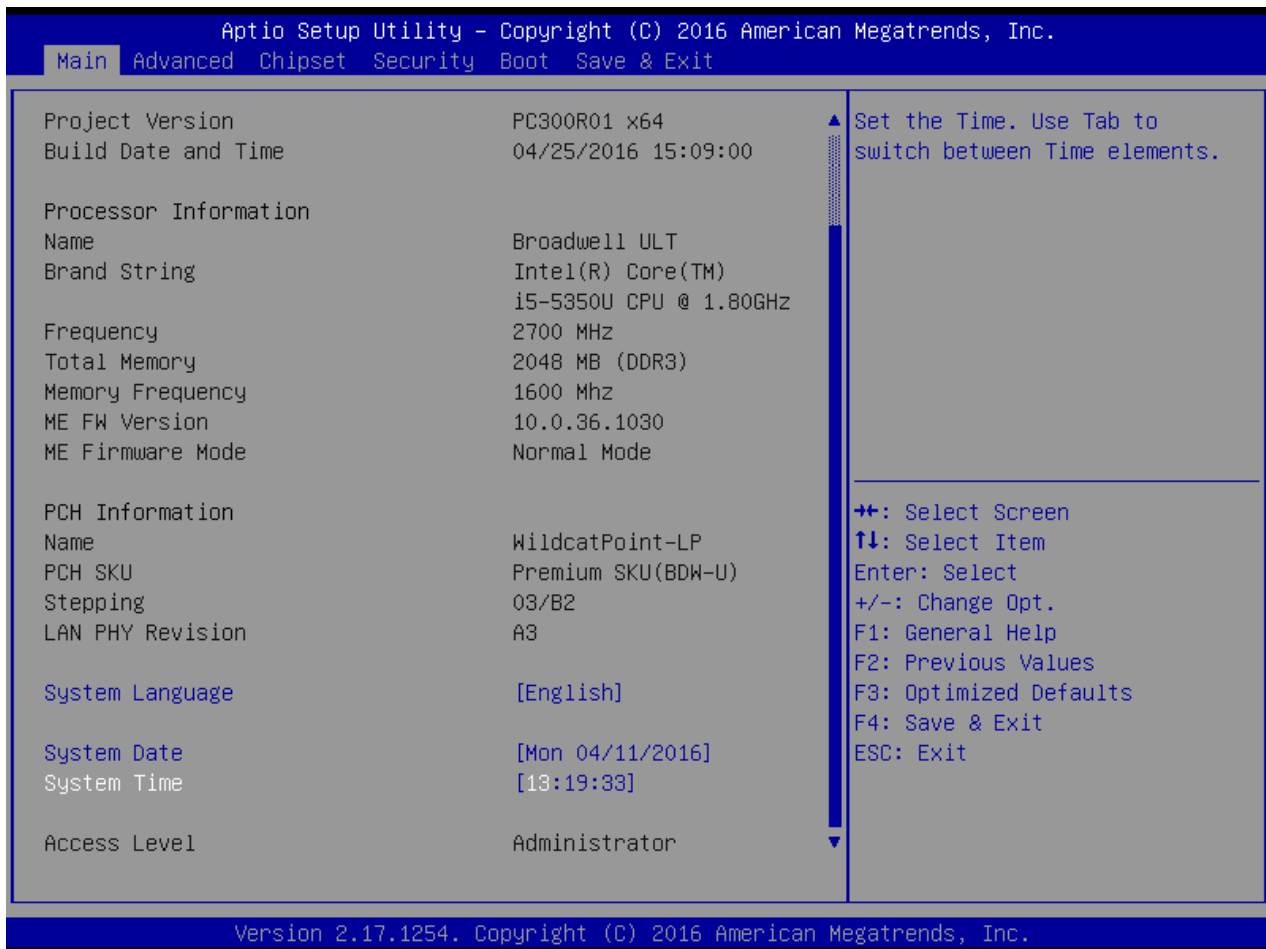 Aptio Setup Utility – Copyright (C) 2016 American Megatrends, Inc.
Main Advanced Chipset Security Boot Save & Exit
Project Version PC300R01 x64
Build Date and Time 04/25/2016 15:09:00
Processor Information
Name Broadwell ULT
Brand String Intel(R) Core(TM)
i5-5350U CPU @ 1.80GHz
Frequency 2700 MHz
Total Memory 2048 MB (DDR3)
Memory Frequency 1600 Mhz
ME FW Version 10.0.36.1030
ME Firmware Mode Normal Mode
PCH Information
Name WildcatPoint-LP
PCH SKU Premium SKU(BDW-U)
Stepping 03/B2
LAN PHY Revision A3
System Language [English]
System Date [Mon 04/11/2016]
System Time [13:19:33]
Access Level Administrator
Set the Time. Use Tab to
switch between Time elements.
→←: Select Screen
↑↓: Select Item
Enter: Select
+/-: Change Opt.
F1: General Help
F2: Previous Values
F3: Optimized Defaults
F4: Save & Exit
ESC: Exit
Version 2.17.1254. Copyright (C) 2016 American Megatrends, Inc.